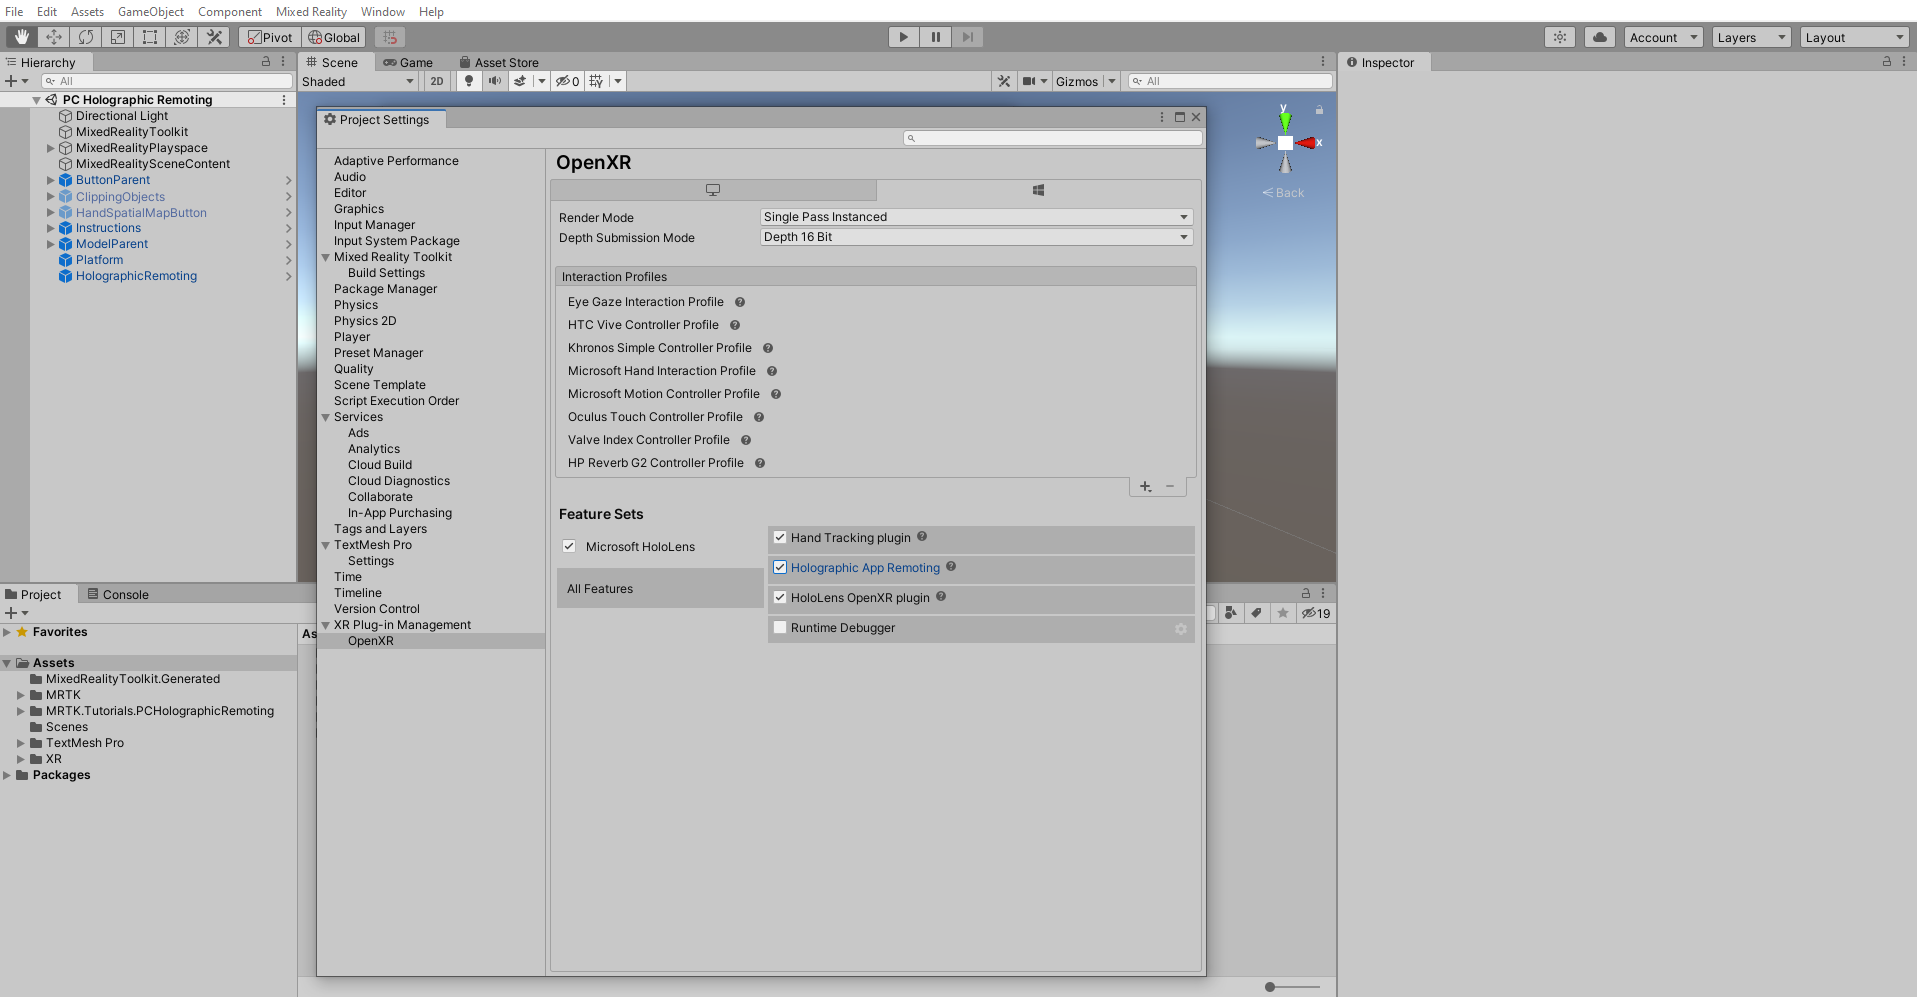 File Edit Assets GameObject Component Mixed Reality Window Help
Pivot Global Account Layers Layout
Hierarchy
All
PC Holographic Remoting
Directional Light
MixedRealityToolkit
MixedRealityPlayspace
MixedRealitySceneContent
ButtonParent
ClippingObjects
HandSpatialMapButton
Instructions
ModelParent
Platform
HolographicRemoting
Scene Game Asset Store
Shaded 2D 0 Gizmos All
y
x
Back
Inspector
Project Settings
Adaptive Performance
Audio
Editor
Graphics
Input Manager
Input System Package
Mixed Reality Toolkit
Build Settings
Package Manager
Physics
Physics 2D
Player
Preset Manager
Quality
Scene Template
Script Execution Order
Services
Ads
Analytics
Cloud Build
Cloud Diagnostics
Collaborate
In-App Purchasing
Tags and Layers
TextMesh Pro
Settings
Time
Timeline
Version Control
XR Plug-in Management
OpenXR
OpenXR
Render Mode Single Pass Instanced
Depth Submission Mode Depth 16 Bit
Interaction Profiles
Eye Gaze Interaction Profile
HTC Vive Controller Profile
Khronos Simple Controller Profile
Microsoft Hand Interaction Profile
Microsoft Motion Controller Profile
Oculus Touch Controller Profile
Valve Index Controller Profile
HP Reverb G2 Controller Profile
Feature Sets
Microsoft HoloLens
All Features
Hand Tracking plugin
Holographic App Remoting
HoloLens OpenXR plugin
Runtime Debugger
Project Console
19
Favorites
As
Assets
MixedRealityToolkit.Generated
MRTK
MRTK.Tutorials.PCHolographicRemoting
Scenes
TextMesh Pro
XR
Packages